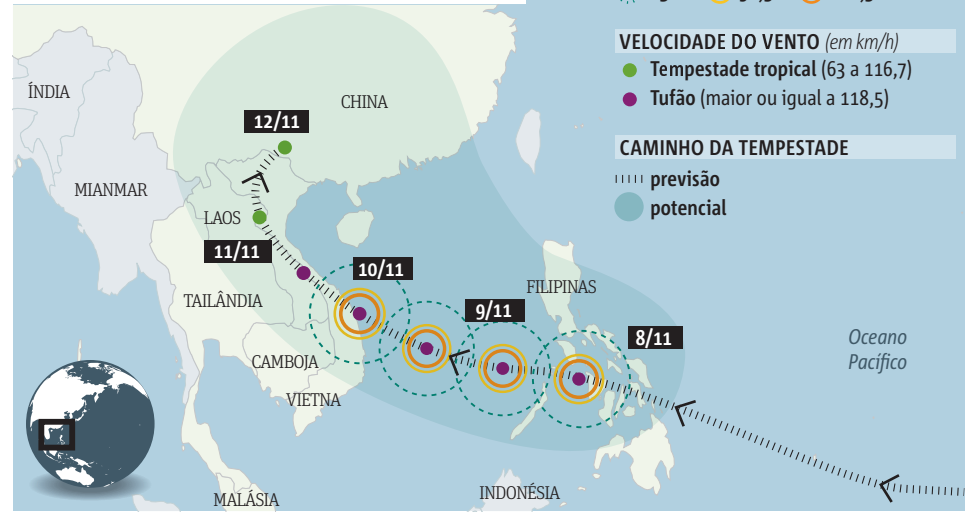 VELOCIDADE DO VENTO (em km/h)
Tempestade tropical (63 a 116,7)
Tufão (maior ou igual a 118,5)
CAMINHO DA TEMPESTADE
previsão
potencial
ÍNDIA
CHINA
12/11
MIANMAR
LAOS
11/11
10/11
TAILÂNDIA
FILIPINAS
9/11
8/11
Oceano
Pacífico
CAMBOJA
VIETNA
MALÁSIA
INDONÉSIA